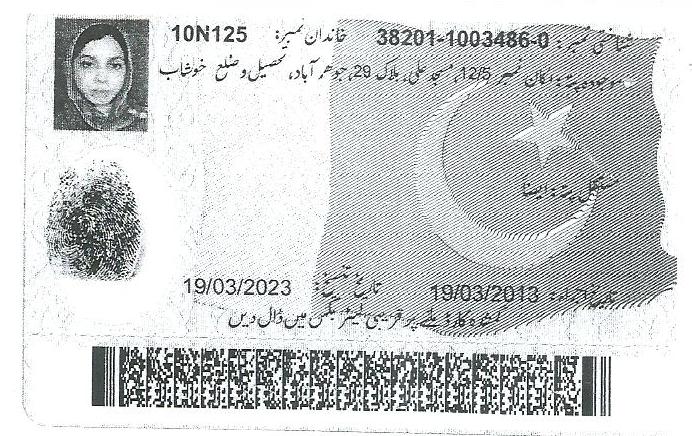 شناختی نمبر: 38201-1003486-0 خاندان نمبر: 10N125
موجودہ پتہ: مکان نمبر 12/5، مسجد علی، بلاک 29، جوھر آباد، تحصیل و ضلع خوشاب
مستقل پتہ: ایضا
تاریخ اجراء: 19/03/2013 تاریخ تنسیخ: 19/03/2023
گمشدہ کارڈ ملنے پر قریبی لیٹر بکس میں ڈال دیں